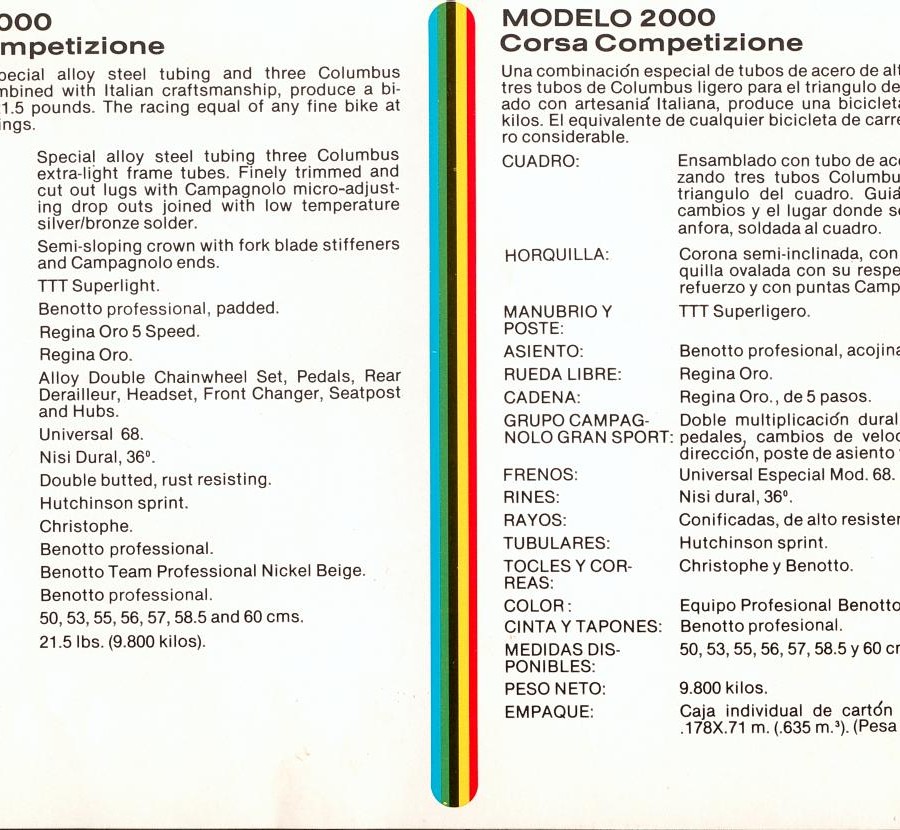 000
mpetizione
pecial alloy steel tubing and three Columbus
mbined with Italian craftsmanship, produce a bi-
1.5 pounds. The racing equal of any fine bike at
ings.
Special alloy steel tubing three Columbus
extra-light frame tubes. Finely trimmed and
cut out lugs with Campagnolo micro-adjust-
ing drop outs joined with low temperature
silver/bronze solder.
Semi-sloping crown with fork blade stiffeners
and Campagnolo ends.
TTT Superlight.
Benotto professional, padded.
Regina Oro 5 Speed.
Regina Oro.
Alloy Double Chainwheel Set, Pedals, Rear
Derailleur, Headset, Front Changer, Seatpost
and Hubs.
Universal 68.
Nisi Dural, 36º.
Double butted, rust resisting.
Hutchinson sprint.
Christophe.
Benotto professional.
Benotto Team Professional Nickel Beige.
Benotto professional.
50, 53, 55, 56, 57, 58.5 and 60 cms.
21.5 lbs. (9.800 kilos).
MODELO 2000
Corsa Competizione
Una combinación especial de tubos de acero de al
tres tubos de Columbus ligero para el triangulo de
ado con artesaniá Italiana, produce una biciclet
kilos. El equivalente de cualquier bicicleta de carre
ro considerable.
CUADRO: Ensamblado con tubo de ace
zando tres tubos Columbu
triangulo del cuadro. Guiá
cambios y el lugar donde se
anfora, soldada al cuadro.
HORQUILLA: Corona semi-inclinada, con
quilla ovalada con su respe
refuerzo y con puntas Camp
MANUBRIO Y TTT Superligero.
POSTE:
ASIENTO: Benotto profesional, acojina
RUEDA LIBRE: Regina Oro.
CADENA: Regina Oro., de 5 pasos.
GRUPO CAMPAG- Doble multiplicación dural
NOLO GRAN SPORT: pedales, cambios de veloc
dirección, poste de asiento
FRENOS: Universal Especial Mod. 68.
RINES: Nisi dural, 36º.
RAYOS: Conificadas, de alto resister
TUBULARES: Hutchinson sprint.
TOCLES Y COR- Christophe y Benotto.
REAS:
COLOR: Equipo Profesional Benotto
CINTA Y TAPONES: Benotto profesional.
MEDIDAS DIS- 50, 53, 55, 56, 57, 58.5 y 60 c
PONIBLES:
PESO NETO: 9.800 kilos.
EMPAQUE: Caja individual de cartón
.178X.71 m. (.635 m.³). (Pesa